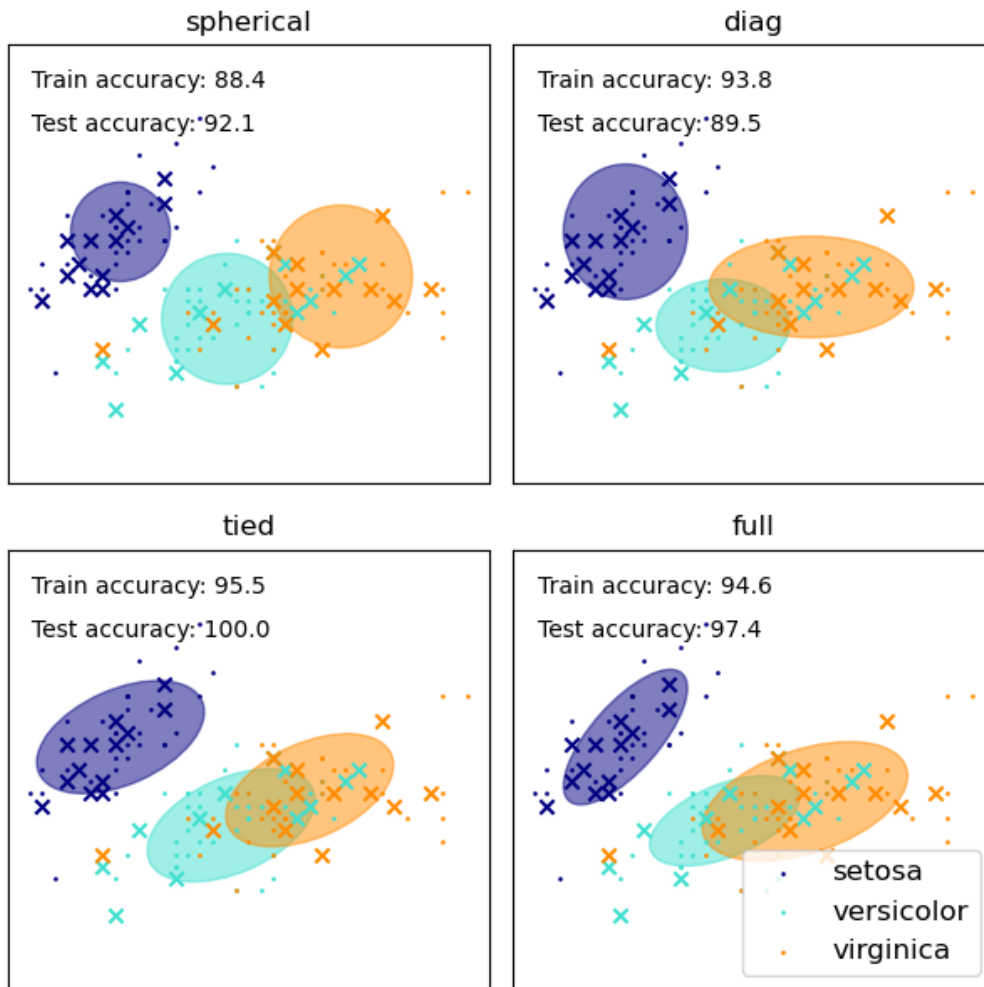 spherical
Train accuracy: 88.4
Test accuracy: 92.1
diag
Train accuracy: 93.8
Test accuracy: 89.5
tied
Train accuracy: 95.5
Test accuracy: 100.0
full
Train accuracy: 94.6
Test accuracy: 97.4
setosa
versicolor
virginica